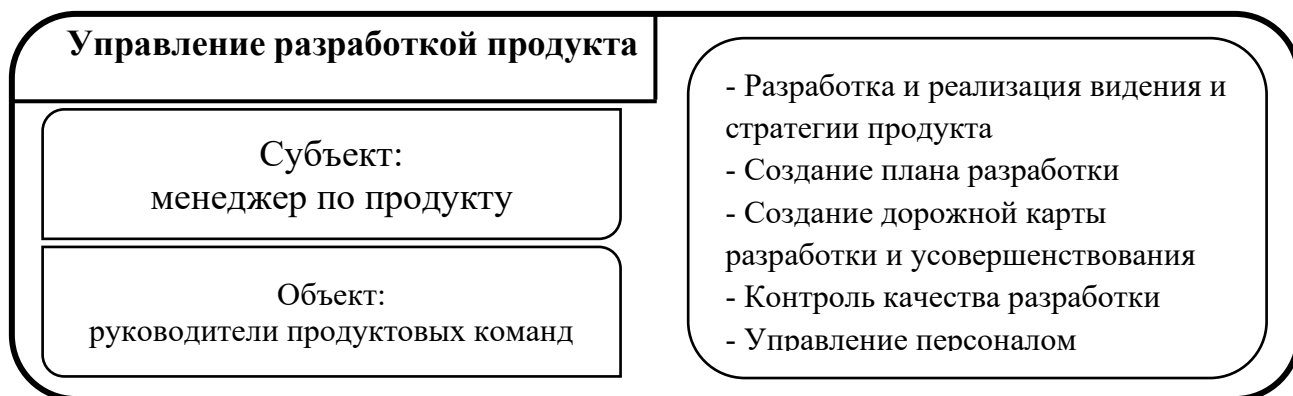 Управление разработкой продукта
Субъект:
менеджер по продукту
Объект:
руководители продуктовых команд
- Разработка и реализация видения и
стратегии продукта
- Создание плана разработки
- Создание дорожной карты
разработки и усовершенствования
- Контроль качества разработки
- Управление персоналом